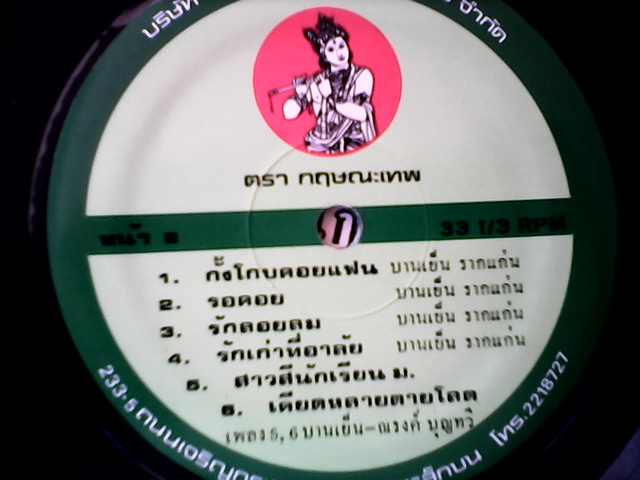 บริษัท จำกัด
ตรา กฤษณะเทพ
หน้า 2 33 1/3 RPM
1. กั้งโกบคอยแฟน บานเย็น รากแก่น
2. รอคอย บานเย็น รากแก่น
3. รักลอยลม บานเย็น รากแก่น
4. รักเก่าที่อาลัย บานเย็น รากแก่น
5. สาวสีนักเรียน ม.
6. เดียดหลายตายโลด
เพลง 5, 6 บานเย็น-ณรงค์ บุญทวี
233-5 ถนนเจริญกรุง โทร. 2218727